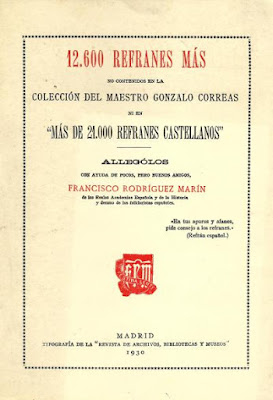 12.600 REFRANES MÁS
NO CONTENIDOS EN LA
COLECCIÓN DEL MAESTRO GONZALO CORREAS
NI EN
"MÁS DE 21.000 REFRANES CASTELLANOS"
ALLEGÓLOS
CON AYUDA DE POCOS, PERO BUENOS AMIGOS,
FRANCISCO RODRÍGUEZ MARÍN
de las Reales Academias Española y de la Historia
y decano de los folkloristas españoles.
«En tus apuros y afanes,
pide consejo a los refranes.»
(Refrán español.)
MADRID
TIPOGRAFÍA DE LA "REVISTA DE ARCHIVOS, BIBLIOTECAS Y MUSEOS"
1930